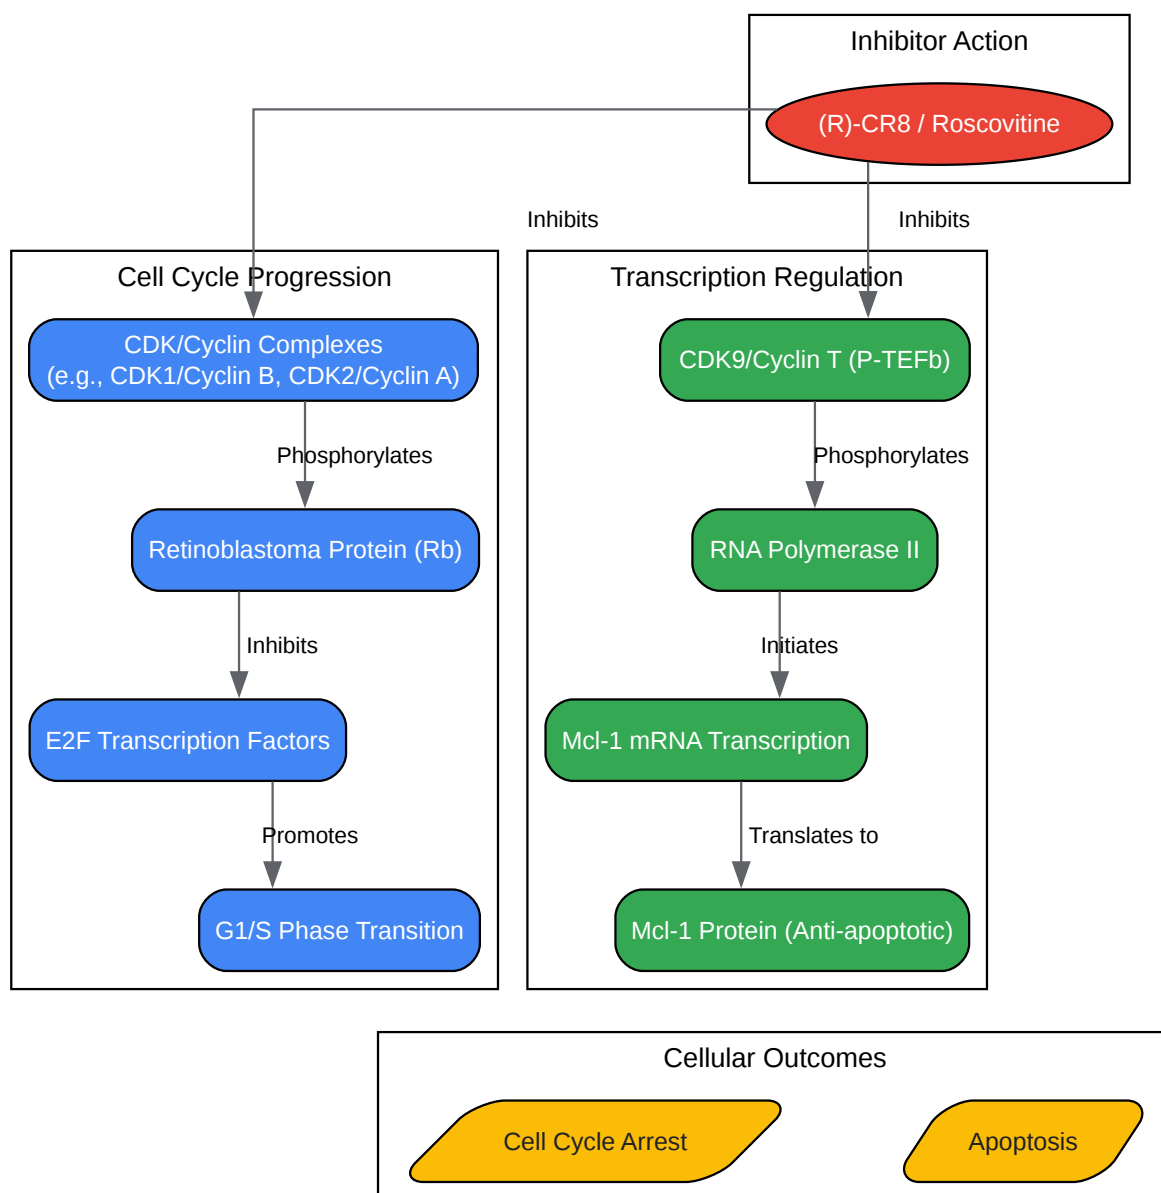 Inhibitor Action
(R)-CR8 / Roscovitine
Inhibits
Inhibits
Cell Cycle Progression
CDK/Cyclin Complexes
(e.g., CDK1/Cyclin B, CDK2/Cyclin A)
Phosphorylates
Retinoblastoma Protein (Rb)
Inhibits
E2F Transcription Factors
Promotes
G1/S Phase Transition
Transcription Regulation
CDK9/Cyclin T (P-TEFb)
Phosphorylates
RNA Polymerase II
Initiates
Mcl-1 mRNA Transcription
Translates to
Mcl-1 Protein (Anti-apoptotic)
Cellular Outcomes
Cell Cycle Arrest
Apoptosis